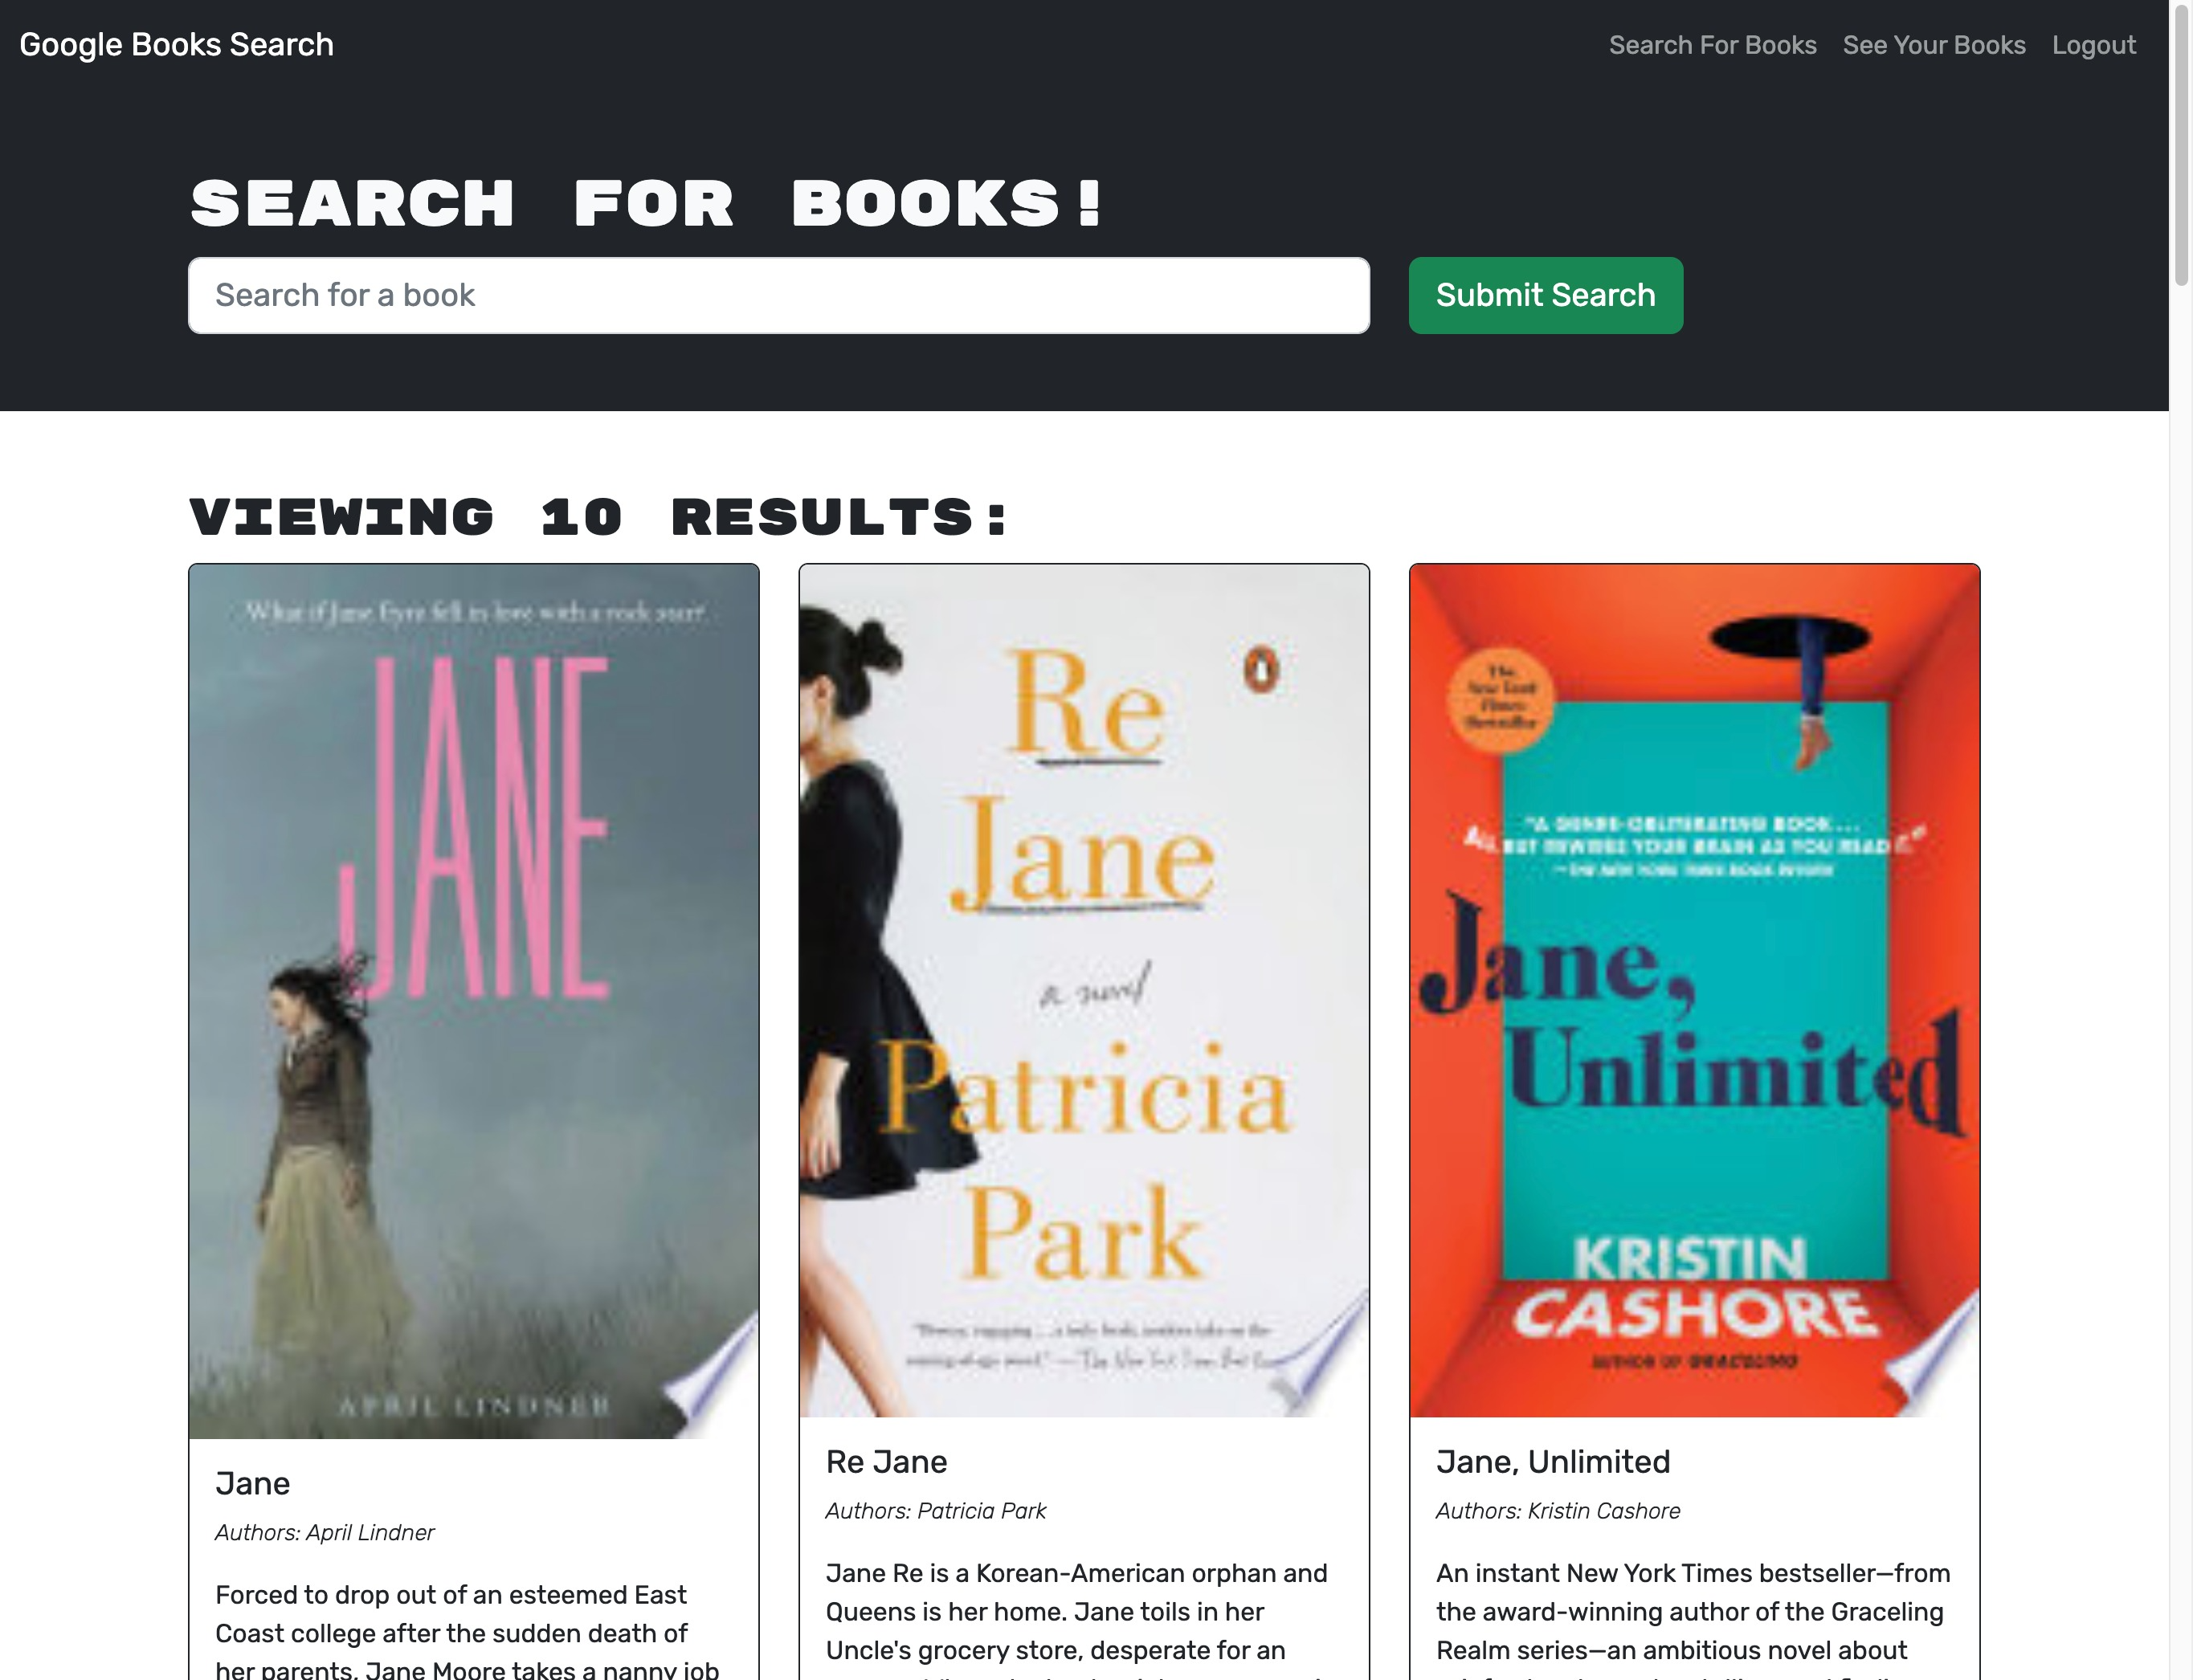 Google Books Search
Search For Books
See Your Books
Logout
SEARCH FOR BOOKS!
Search for a book
Submit Search
VIEWING 10 RESULTS:
What if Jane Eyre fell in love with a rock star?
JANE
APRIL LINDNER
Jane
Authors: April Lindner
Forced to drop out of an esteemed East
Coast college after the sudden death of
her parents, Jane Moore takes a nanny job
Re
Jane
a novel
Patricia
Park
Re Jane
Authors: Patricia Park
Jane Re is a Korean-American orphan and
Queens is her home. Jane toils in her
Uncle's grocery store, desperate for an
The
New York
Times
Bestseller
"A GENRE-OBLITERATING BOOK...
ALL BUT REWIRES YOUR BRAIN AS YOU READ IT."
—THE NEW YORK TIMES BOOK REVIEW
Jane,
Unlimited
KRISTIN
CASHORE
AUTHOR OF GRACELING
Jane, Unlimited
Authors: Kristin Cashore
An instant New York Times bestseller—from
the award-winning author of the Graceling
Realm series—an ambitious novel about